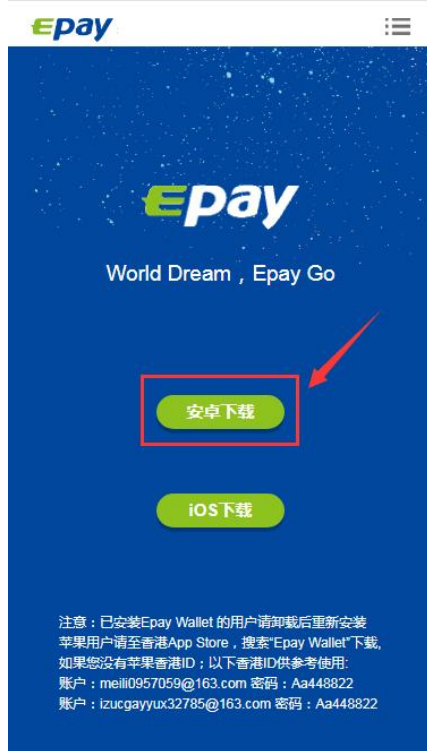 Epay
Epay
World Dream，Epay Go
安卓下载
iOS下载
注意：已安装Epay Wallet 的用户请卸载后重新安装
苹果用户请至香港App Store，搜索“Epay Wallet”下载,
如果您没有苹果香港ID；以下香港ID供参考使用:
账户：meili0957059@163.com 密码：Aa448822
账户：izucgayyux32785@163.com 密码：Aa448822